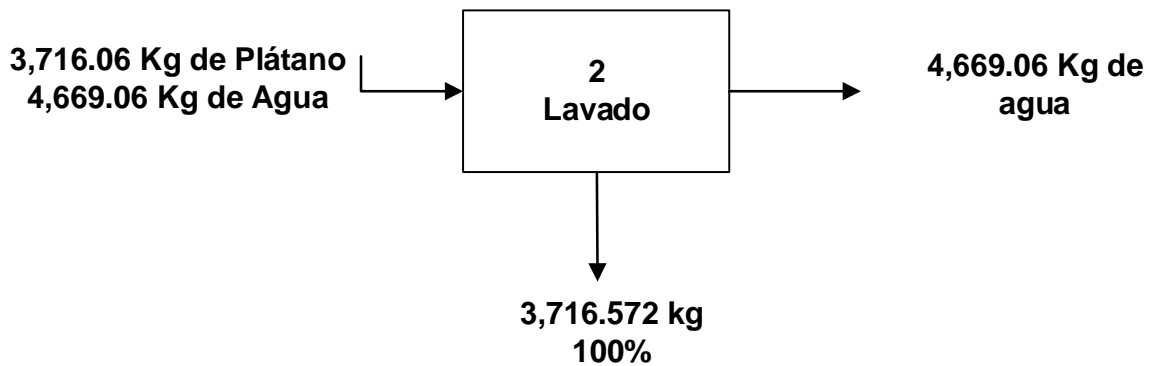 3,716.06 Kg de Plátano
4,669.06 Kg de Agua
2
Lavado
4,669.06 Kg de
agua
3,716.572 kg
100%